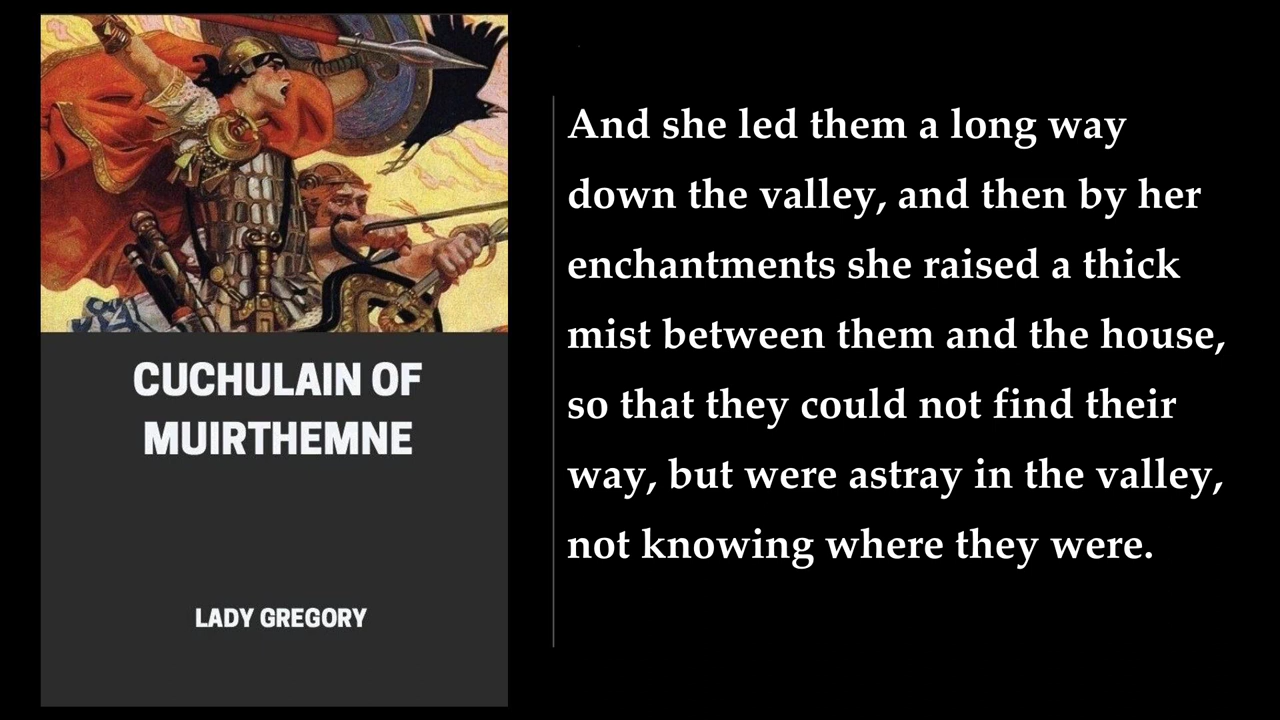 CUCHULAIN OF
MUIRTHEMNE
LADY GREGORY
And she led them a long way
down the valley, and then by her
enchantments she raised a thick
mist between them and the house,
so that they could not find their
way, but were astray in the valley,
not knowing where they were.